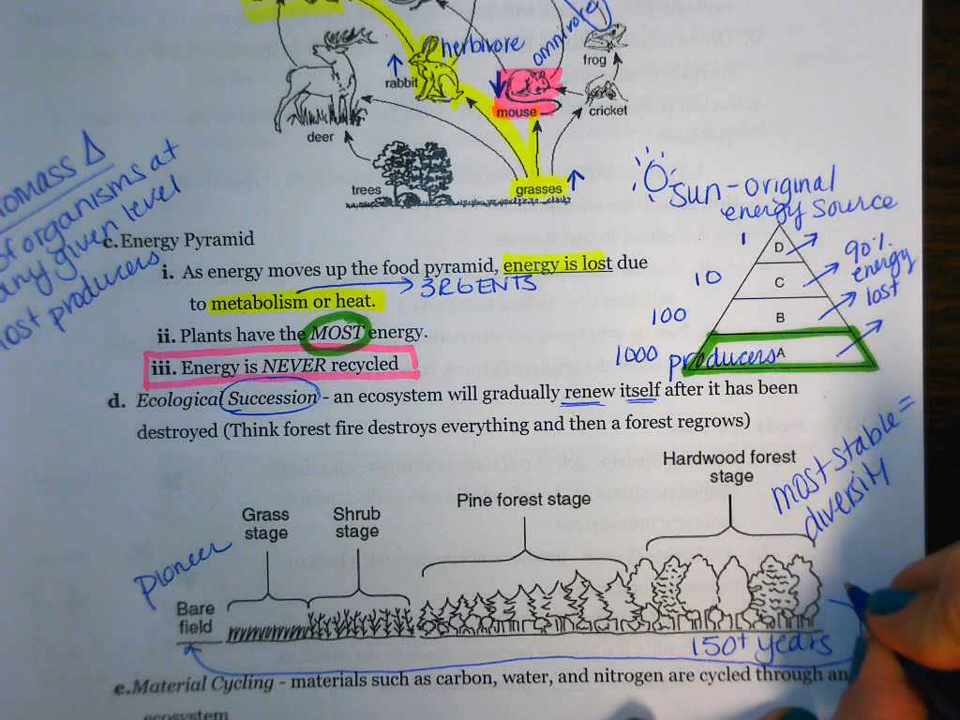 herbivore
omnivore
frog
rabbit
mouse
cricket
deer
trees
grasses
Biomass Δ
of organisms at
any given level
most producers
sun-original
energy source
c. Energy Pyramid
i. As energy moves up the food pyramid, energy is lost due
to metabolism or heat.
3R6ENTS
ii. Plants have the MOST energy.
iii. Energy is NEVER recycled
1
D
10
C
100
B
1000 producers A
90%
energy
lost
d. Ecological Succession - an ecosystem will gradually renew itself after it has been
destroyed (Think forest fire destroys everything and then a forest regrows)
most stable =
diversity
Hardwood forest
stage
Pine forest stage
Grass
stage
Shrub
stage
Pioneer
Bare
field
150+ years
e. Material Cycling - materials such as carbon, water, and nitrogen are cycled through an
ecosystem